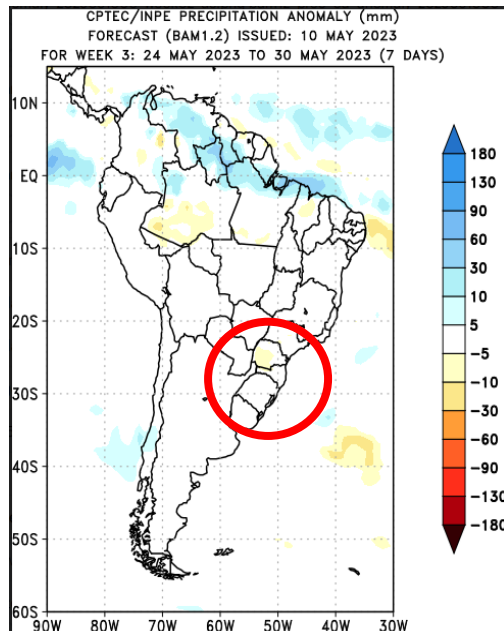 CPTEC/INPE PRECIPITATION ANOMALY (mm)
FORECAST (BAM1.2) ISSUED: 10 MAY 2023
FOR WEEK 3: 24 MAY 2023 TO 30 MAY 2023 (7 DAYS)
10N
EQ
10S
20S
30S
40S
50S
60S
90W
80W
70W
60W
50W
40W
30W
180
130
90
60
30
10
5
-5
-10
-30
-60
-90
-130
-180